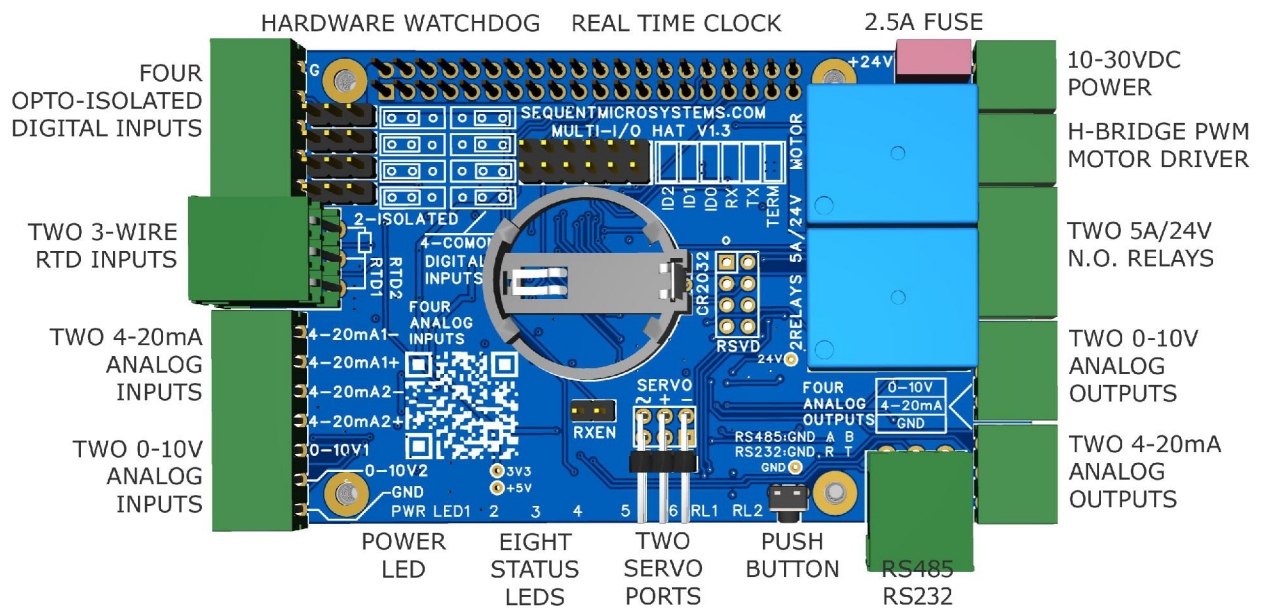 HARDWARE WATCHDOG
REAL TIME CLOCK
2.5A FUSE
FOUR
OPTO-ISOLATED
DIGITAL INPUTS
TWO 3-WIRE
RTD INPUTS
TWO 4-20mA
ANALOG
INPUTS
TWO 0-10V
ANALOG
INPUTS
G
+24V
SEQUENTMICROSYSTEMS.COM
MULTI-I/O HAT V1.3
ID2
ID1
ID0
RX
TX
TERM
MOTOR
2RELAYS 5A/24V
2-ISOLATED
4-COMON
DIGITAL
INPUTS
RTD2
RTD1
FOUR
ANALOG
INPUTS
CR2032
RSVD
24V
4-20mA1-
4-20mA1+
4-20mA2-
4-20mA2+
0-10V1
0-10V2
GND
SERVO
2 + -
RXEN
3V3
+5V
FOUR
ANALOG
OUTPUTS
0-10V
4-20mA
GND
RS485:GND A B
RS232:GND R T
GND
PWR LED1 2 3 4 5 6 RL1 RL2
10-30VDC
POWER
H-BRIDGE PWM
MOTOR DRIVER
TWO 5A/24V
N.O. RELAYS
TWO 0-10V
ANALOG
OUTPUTS
TWO 4-20mA
ANALOG
OUTPUTS
POWER
LED
EIGHT
STATUS
LEDS
TWO
SERVO
PORTS
PUSH
BUTTON
RS485
RS232